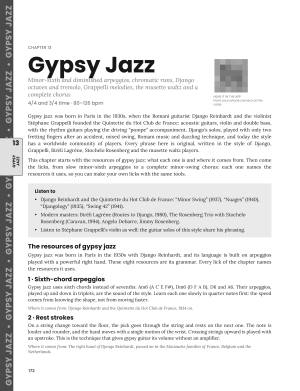 CHAPTER 13
Gypsy Jazz
Minor-sixth and diminished arpeggios, chromatic runs, Django
octaves and tremolo, Grappelli melodies, the musette waltz and a
complete chorus
4/4 and 3/4 time · 80–126 bpm
Gypsy jazz was born in Paris in the 1930s, when the Romani guitarist Django Reinhardt and the violinist
Stéphane Grappelli founded the Quintette du Hot Club de France: acoustic guitars, violin and double bass,
with the rhythm guitars playing the driving "pompe" accompaniment. Django's solos, played with only two
fretting fingers after an accident, mixed swing, Romani music and dazzling technique, and today the style
has a worldwide community of players. Every phrase here is original, written in the style of Django,
Grappelli, Biréli Lagrène, Stochelo Rosenberg and the musette waltz players.
This chapter starts with the resources of gypsy jazz: what each one is and where it comes from. Then come
the licks, from slow minor-sixth arpeggios to a complete minor-swing chorus: each one names the
resources it uses, so you can make your own licks with the same tools.
Listen to
• Django Reinhardt and the Quintette du Hot Club de France: "Minor Swing" (1937), "Nuages" (1940),
"Djangology" (1935), "Swing 42" (1941).
• Modern masters: Biréli Lagrène (Routes to Django, 1980), The Rosenberg Trio with Stochelo
Rosenberg (Caravan, 1994), Angelo Debarre, Jimmy Rosenberg.
• Listen to Stéphane Grappelli's violin as well: the guitar solos of this style share his phrasing.
The resources of gypsy jazz
Gypsy jazz was born in the 1930s with Django Reinhardt, and its language is built on arpeggios
played with a powerful right hand. These eight resources are its grammar. Every lick of the chapter names
the resources it uses.
1 · Sixth-chord arpeggios
Gypsy jazz uses sixth chords instead of sevenths: Am6 (A C E F#), Dm6 (D F A B), D6 and A6. Their arpeggios,
played up and down in triplets, are the sound of the style. Learn each one slowly in quarter notes first: the speed
comes from knowing the shape, not from moving faster.
Where it comes from: Django Reinhardt and the Quintette du Hot Club de France, 1934 on.
2 · Rest strokes
On a string change toward the floor, the pick goes through the string and rests on the next one. The note is
louder and rounder, and the hand moves with a single motion of the wrist. Crossing strings upward is played with
an upstroke. This is the technique that gives gypsy guitar its volume without an amplifier.
Where it comes from: The right hand of Django Reinhardt, passed on in the Manouche families of France, Belgium and the
Netherlands.
172
13
GYPSY
JAZZ
GYPSY JAZZ • GYPSY JAZZ • GYPSY JAZZ • GYPSY JAZZ • GYPSY JAZZ